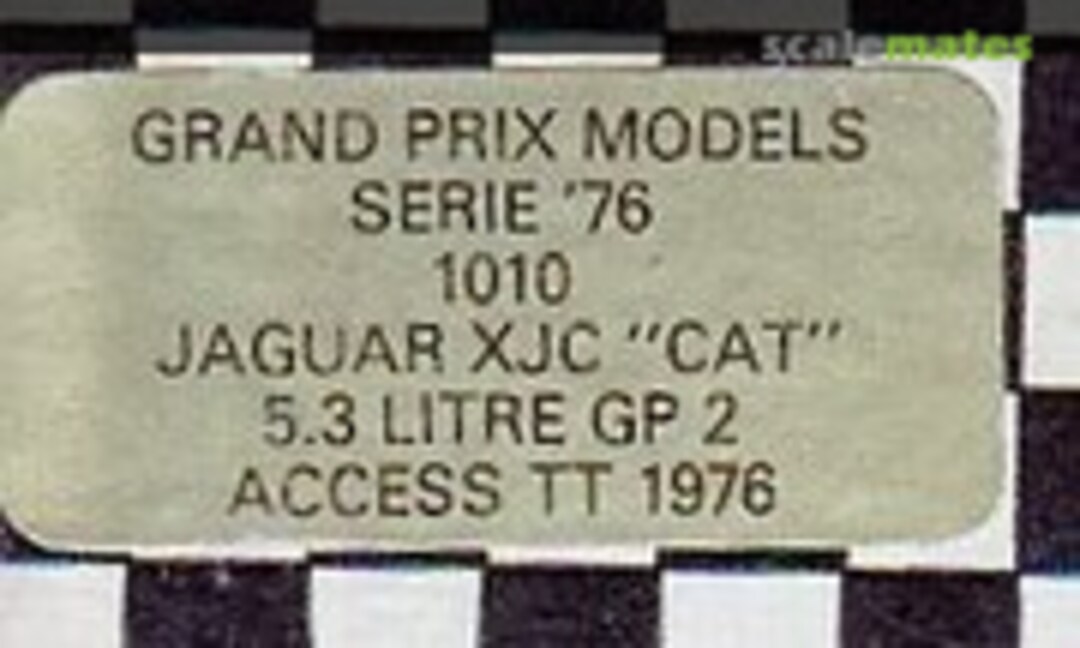 scalemates
GRAND PRIX MODELS
SERIE '76
1010
JAGUAR XJC "CAT"
5.3 LITRE GP 2
ACCESS TT 1976